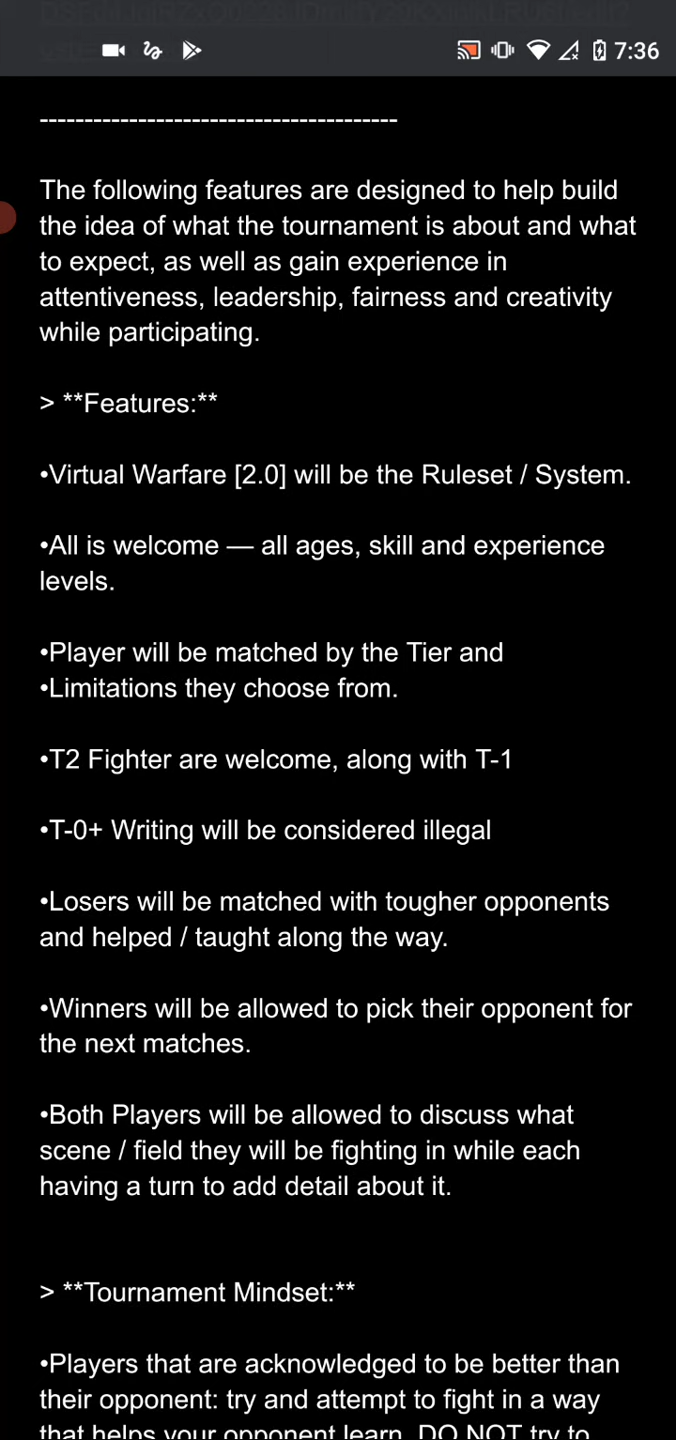 7:36
----------------------------------------
The following features are designed to help build
the idea of what the tournament is about and what
to expect, as well as gain experience in
attentiveness, leadership, fairness and creativity
while participating.
> **Features:**
•Virtual Warfare [2.0] will be the Ruleset / System.
•All is welcome — all ages, skill and experience
levels.
•Player will be matched by the Tier and
•Limitations they choose from.
•T2 Fighter are welcome, along with T-1
•T-0+ Writing will be considered illegal
•Losers will be matched with tougher opponents
and helped / taught along the way.
•Winners will be allowed to pick their opponent for
the next matches.
•Both Players will be allowed to discuss what
scene / field they will be fighting in while each
having a turn to add detail about it.
> **Tournament Mindset:**
•Players that are acknowledged to be better than
their opponent: try and attempt to fight in a way
that helps your opponent learn. DO NOT try to